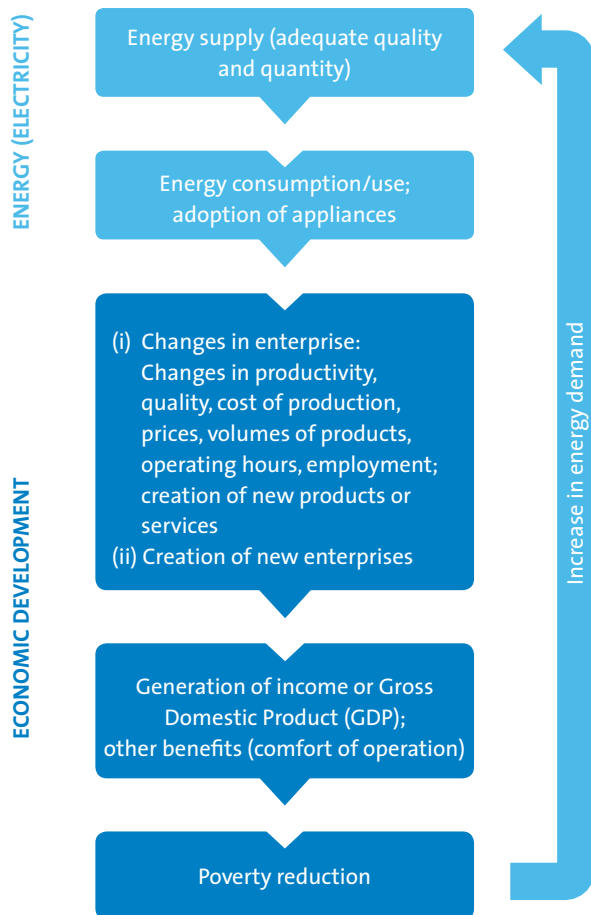 ENERGY (ELECTRICITY)
Energy supply (adequate quality
and quantity)
Energy consumption/use;
adoption of appliances
ECONOMIC DEVELOPMENT
(i) Changes in enterprise:
Changes in productivity,
quality, cost of production,
prices, volumes of products,
operating hours, employment;
creation of new products or
services
(ii) Creation of new enterprises
Generation of income or Gross
Domestic Product (GDP);
other benefits (comfort of operation)
Poverty reduction
Increase in energy demand